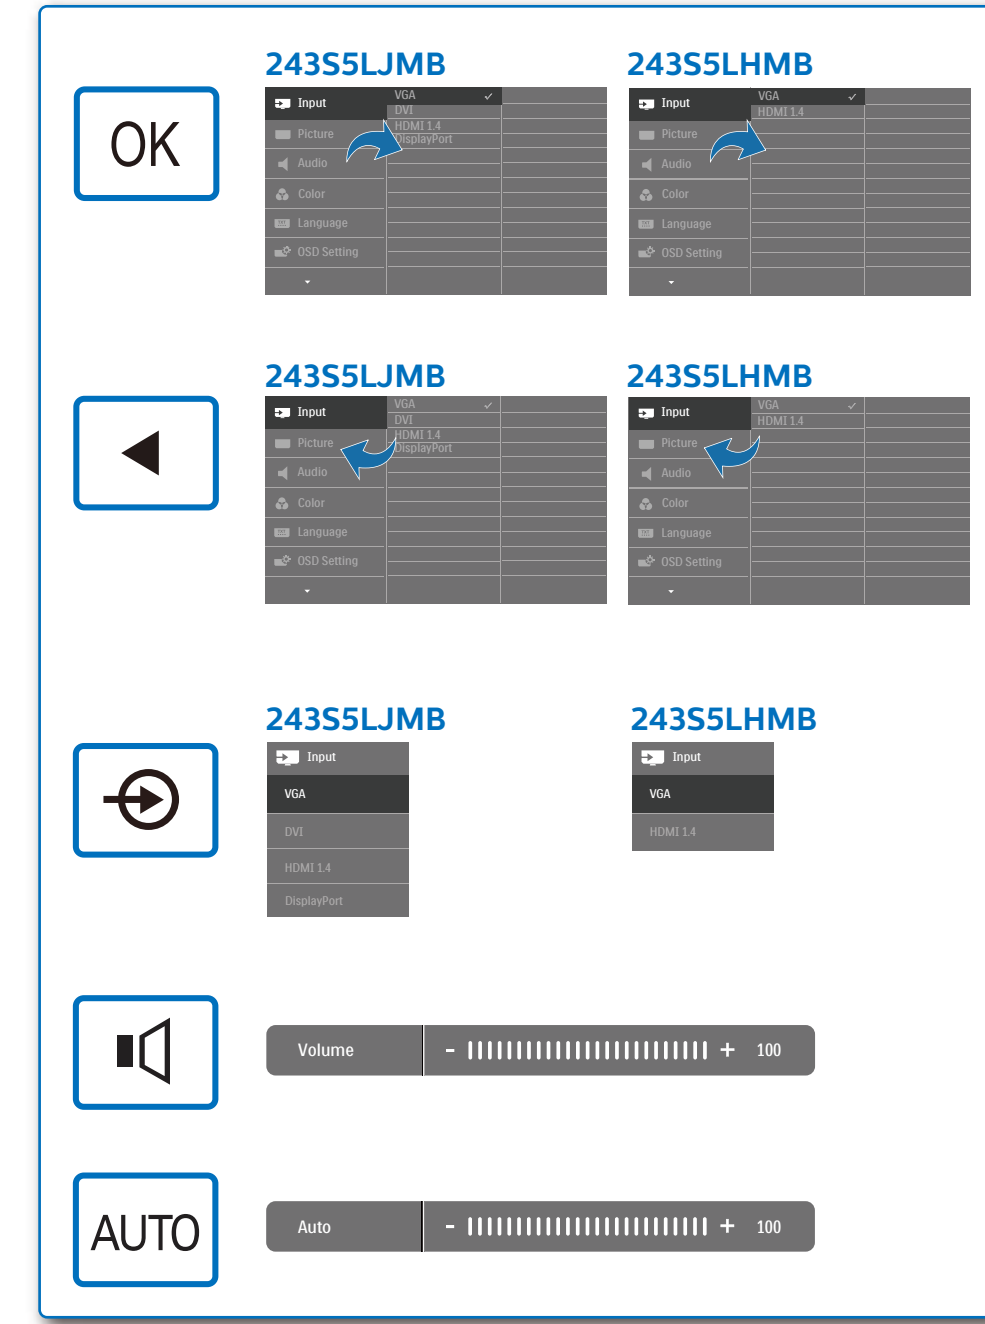 243S5LJMB
243S5LHMB
OK
Input
VGA
DVI
HDMI 1.4
DisplayPort
Picture
Audio
Color
Language
OSD Setting
Input
VGA
HDMI 1.4
Picture
Audio
Color
Language
OSD Setting
243S5LJMB
243S5LHMB
Input
VGA
DVI
HDMI 1.4
DisplayPort
Picture
Audio
Color
Language
OSD Setting
Input
VGA
HDMI 1.4
Picture
Audio
Color
Language
OSD Setting
243S5LJMB
243S5LHMB
Input
VGA
DVI
HDMI 1.4
DisplayPort
Input
VGA
HDMI 1.4
Volume - + 100
AUTO
Auto - + 100